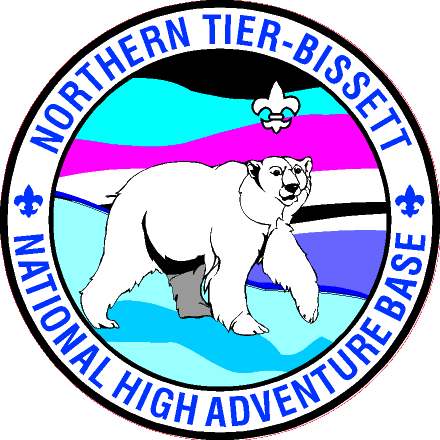 NORTHERN TIER-BISSETT
NATIONAL HIGH ADVENTURE BASE